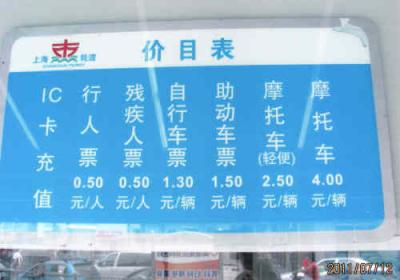 上海 轮渡
SHANGHAI FERRY
价目表
IC卡充值
行人票 0.50 元/人
残疾人票 0.50 元/人
自行车票 1.30 元/辆
助动车票 1.50 元/辆
摩托车(轻便) 2.50 元/辆
摩托车 4.00 元/辆
2011/07/12